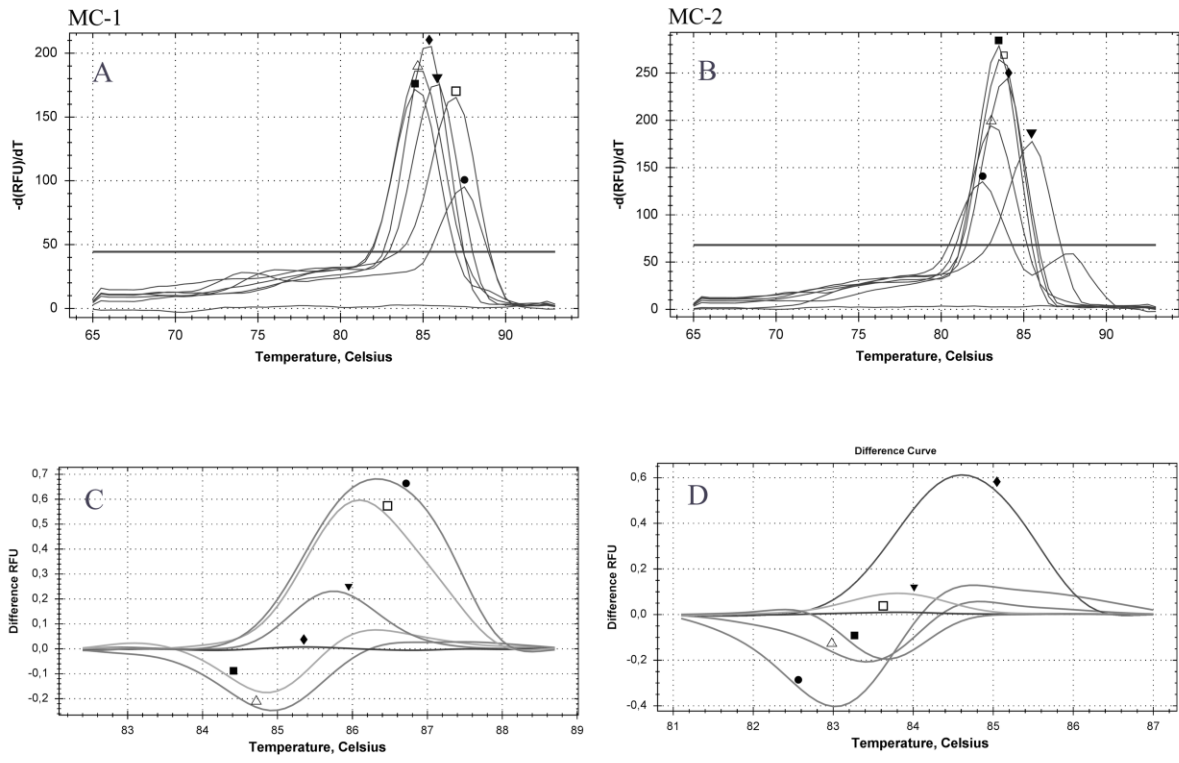 MC-1
A
200
150
100
50
0
-d(RFU)/dT
65 70 75 80 85 90
Temperature, Celsius
MC-2
B
250
200
150
100
50
0
-d(RFU)/dT
65 70 75 80 85 90
Temperature, Celsius
C
0,7
0,6
0,5
0,4
0,3
0,2
0,1
0,0
-0,1
-0,2
Difference RFU
83 84 85 86 87 88 89
Temperature, Celsius
Difference Curve
D
0,6
0,4
0,2
0,0
-0,2
-0,4
Difference RFU
81 82 83 84 85 86 87
Temperature, Celsius